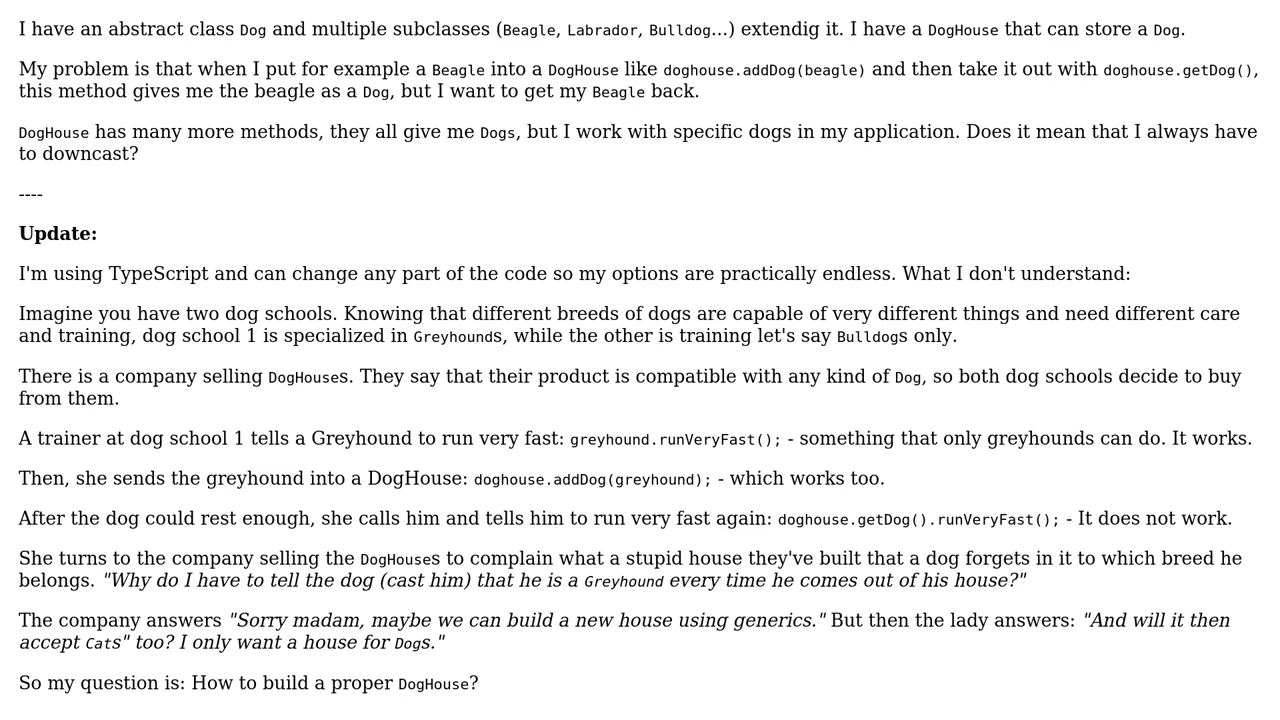 I have an abstract class Dog and multiple subclasses (Beagle, Labrador, Bulldog...) extendig it. I have a DogHouse that can store a Dog.
My problem is that when I put for example a Beagle into a DogHouse like doghouse.addDog(beagle) and then take it out with doghouse.getDog(),
this method gives me the beagle as a Dog, but I want to get my Beagle back.
DogHouse has many more methods, they all give me Dogs, but I work with specific dogs in my application. Does it mean that I always have
to downcast?
----
Update:
I'm using TypeScript and can change any part of the code so my options are practically endless. What I don't understand:
Imagine you have two dog schools. Knowing that different breeds of dogs are capable of very different things and need different care
and training, dog school 1 is specialized in Greyhounds, while the other is training let's say Bulldogs only.
There is a company selling DogHouses. They say that their product is compatible with any kind of Dog, so both dog schools decide to buy
from them.
A trainer at dog school 1 tells a Greyhound to run very fast: greyhound.runVeryFast(); - something that only greyhounds can do. It works.
Then, she sends the greyhound into a DogHouse: doghouse.addDog(greyhound); - which works too.
After the dog could rest enough, she calls him and tells him to run very fast again: doghouse.getDog().runVeryFast(); - It does not work.
She turns to the company selling the DogHouses to complain what a stupid house they've built that a dog forgets in it to which breed he
belongs. "Why do I have to tell the dog (cast him) that he is a Greyhound every time he comes out of his house?"
The company answers "Sorry madam, maybe we can build a new house using generics." But then the lady answers: "And will it then
accept Cats" too? I only want a house for Dogs."
So my question is: How to build a proper DogHouse?